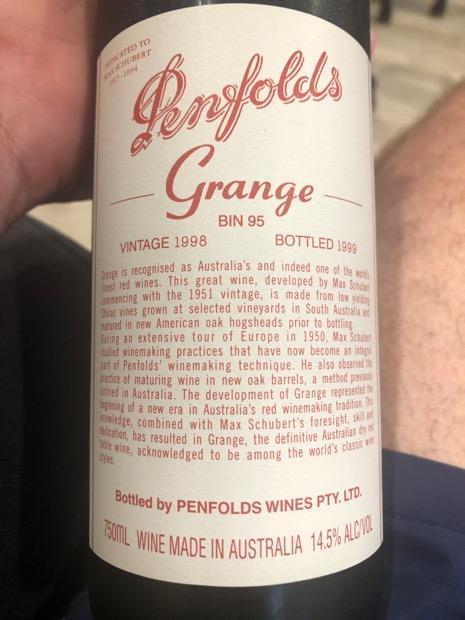 DEDICATED TO
MAX SCHUBERT
1915-1994
Penfolds
Grange
BIN 95
VINTAGE 1998 BOTTLED 1999
Grange is recognised as Australia's and indeed one of the world's
finest red wines. This great wine, developed by Max Schubert
commencing with the 1951 vintage, is made from low yielding
Shiraz vines grown at selected vineyards in South Australia and
matured in new American oak hogsheads prior to bottling.
During an extensive tour of Europe in 1950, Max Schubert
studied winemaking practices that have now become an integral
part of Penfolds' winemaking technique. He also observed the
practice of maturing wine in new oak barrels, a method previously
untried in Australia. The development of Grange represented the
beginning of a new era in Australia's red winemaking tradition. This
knowledge, combined with Max Schubert's foresight, skill and
dedication, has resulted in Grange, the definitive Australian dry red
table wine, acknowledged to be among the world's classic wine
styles.
Bottled by PENFOLDS WINES PTY. LTD.
750mL WINE MADE IN AUSTRALIA 14.5% ALC/VOL